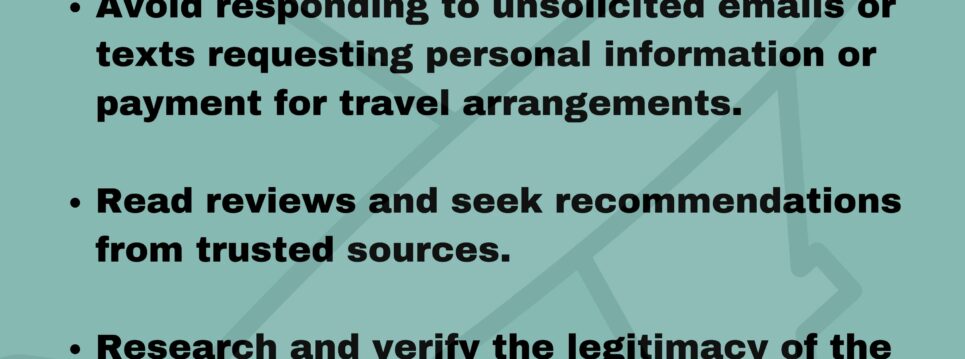 • Avoid responding to unsolicited emails or
texts requesting personal information or
payment for travel arrangements.
• Read reviews and seek recommendations
from trusted sources.
• Research and verify the legitimacy of the